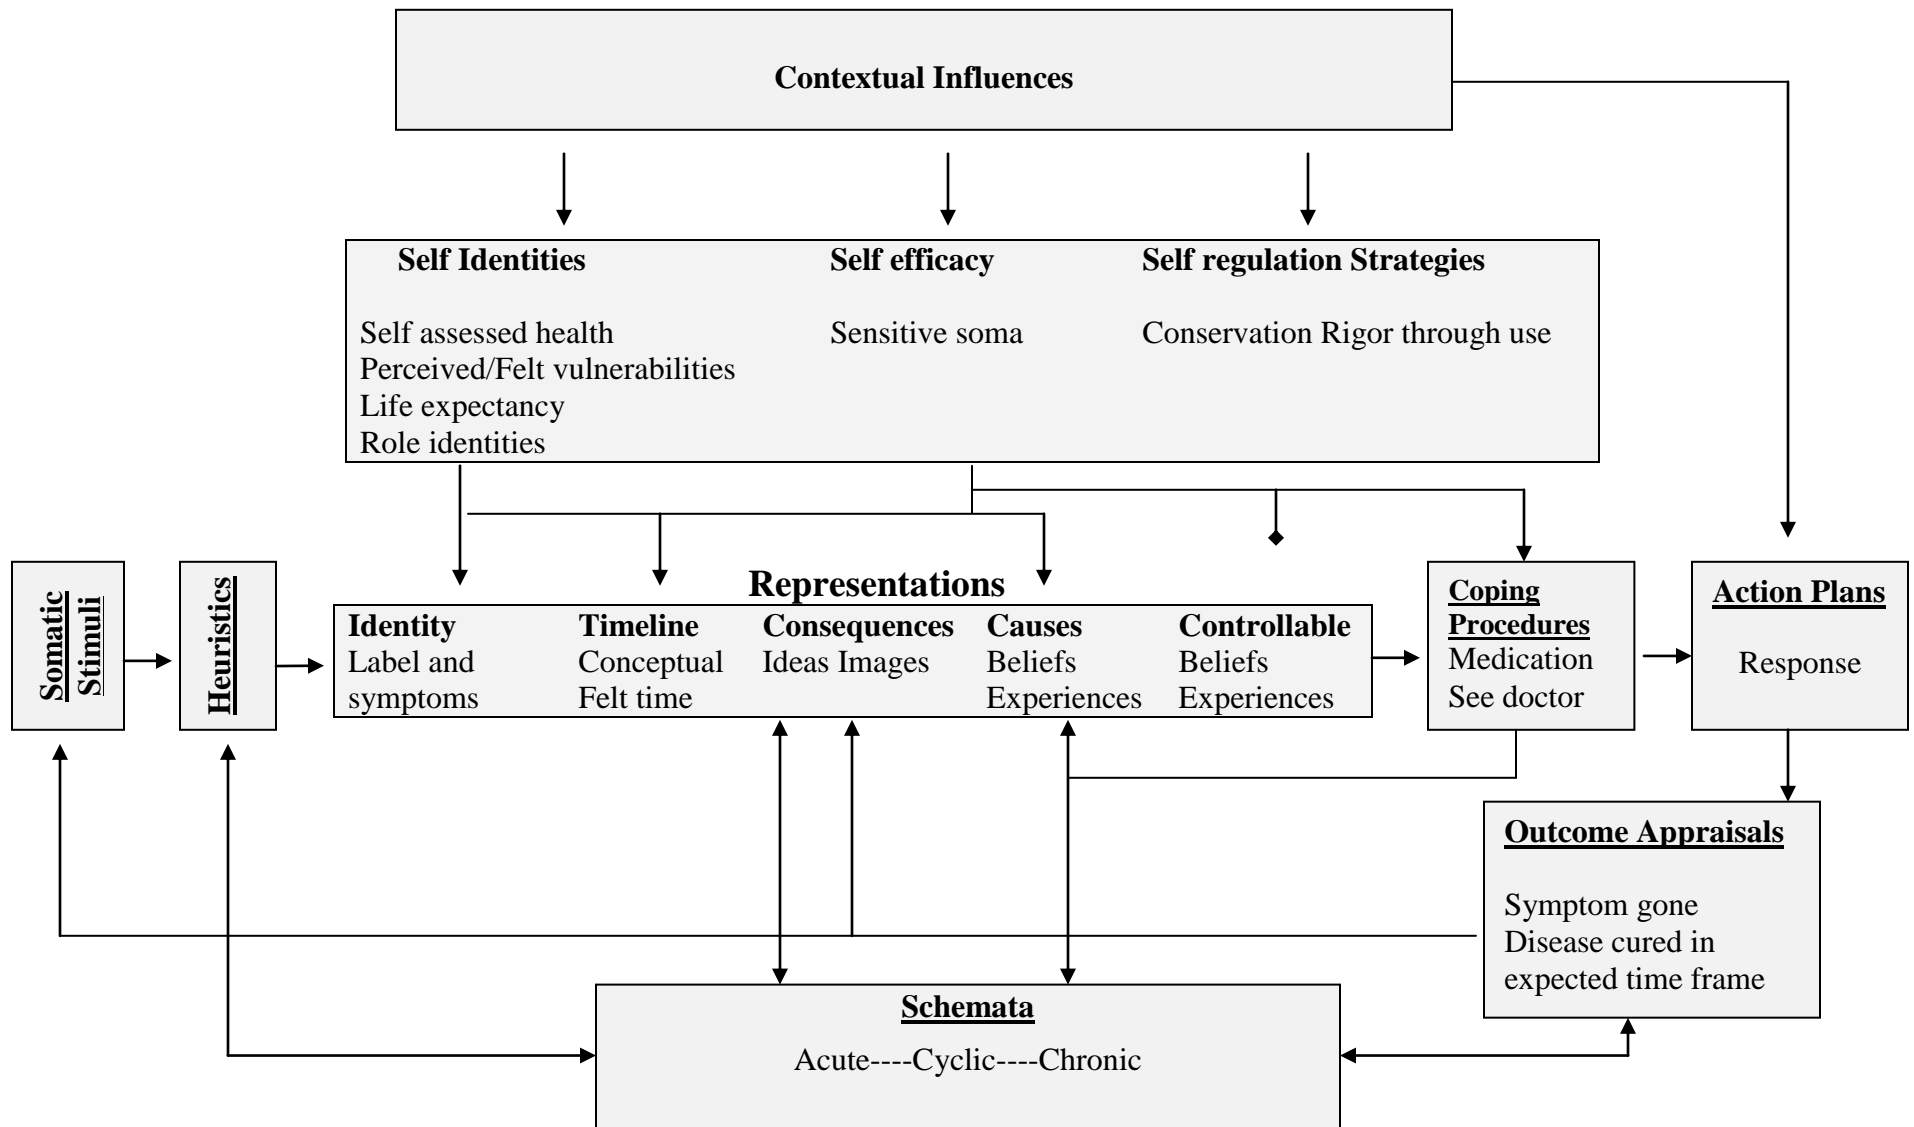 Contextual Influences
Self Identities
Self assessed health
Perceived/Felt vulnerabilities
Life expectancy
Role identities
Self efficacy
Sensitive soma
Self regulation Strategies
Conservation Rigor through use
Somatic
Stimuli
Heuristics
Representations
Identity
Label and
symptoms
Timeline
Conceptual
Felt time
Consequences
Ideas Images
Causes
Beliefs
Experiences
Controllable
Beliefs
Experiences
Coping
Procedures
Medication
See doctor
Action Plans
Response
Outcome Appraisals
Symptom gone
Disease cured in
expected time frame
Schemata
Acute----Cyclic----Chronic